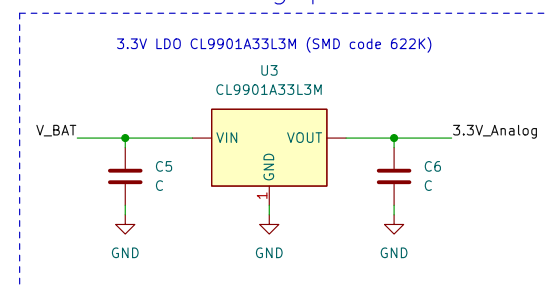 3.3V LDO CL9901A33L3M (SMD code 622K)
U3
CL9901A33L3M
V_BAT
VIN
VOUT
3.3V_Analog
GND
1
C5
C
C6
C
GND
GND
GND